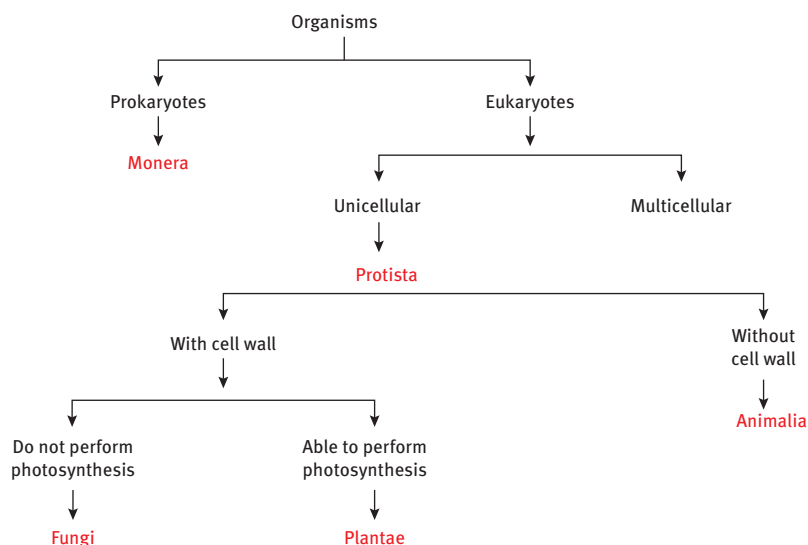 Organisms
Prokaryotes
Eukaryotes
Monera
Unicellular
Multicellular
Protista
With cell wall
Without
cell wall
Animalia
Do not perform
photosynthesis
Able to perform
photosynthesis
Fungi
Plantae